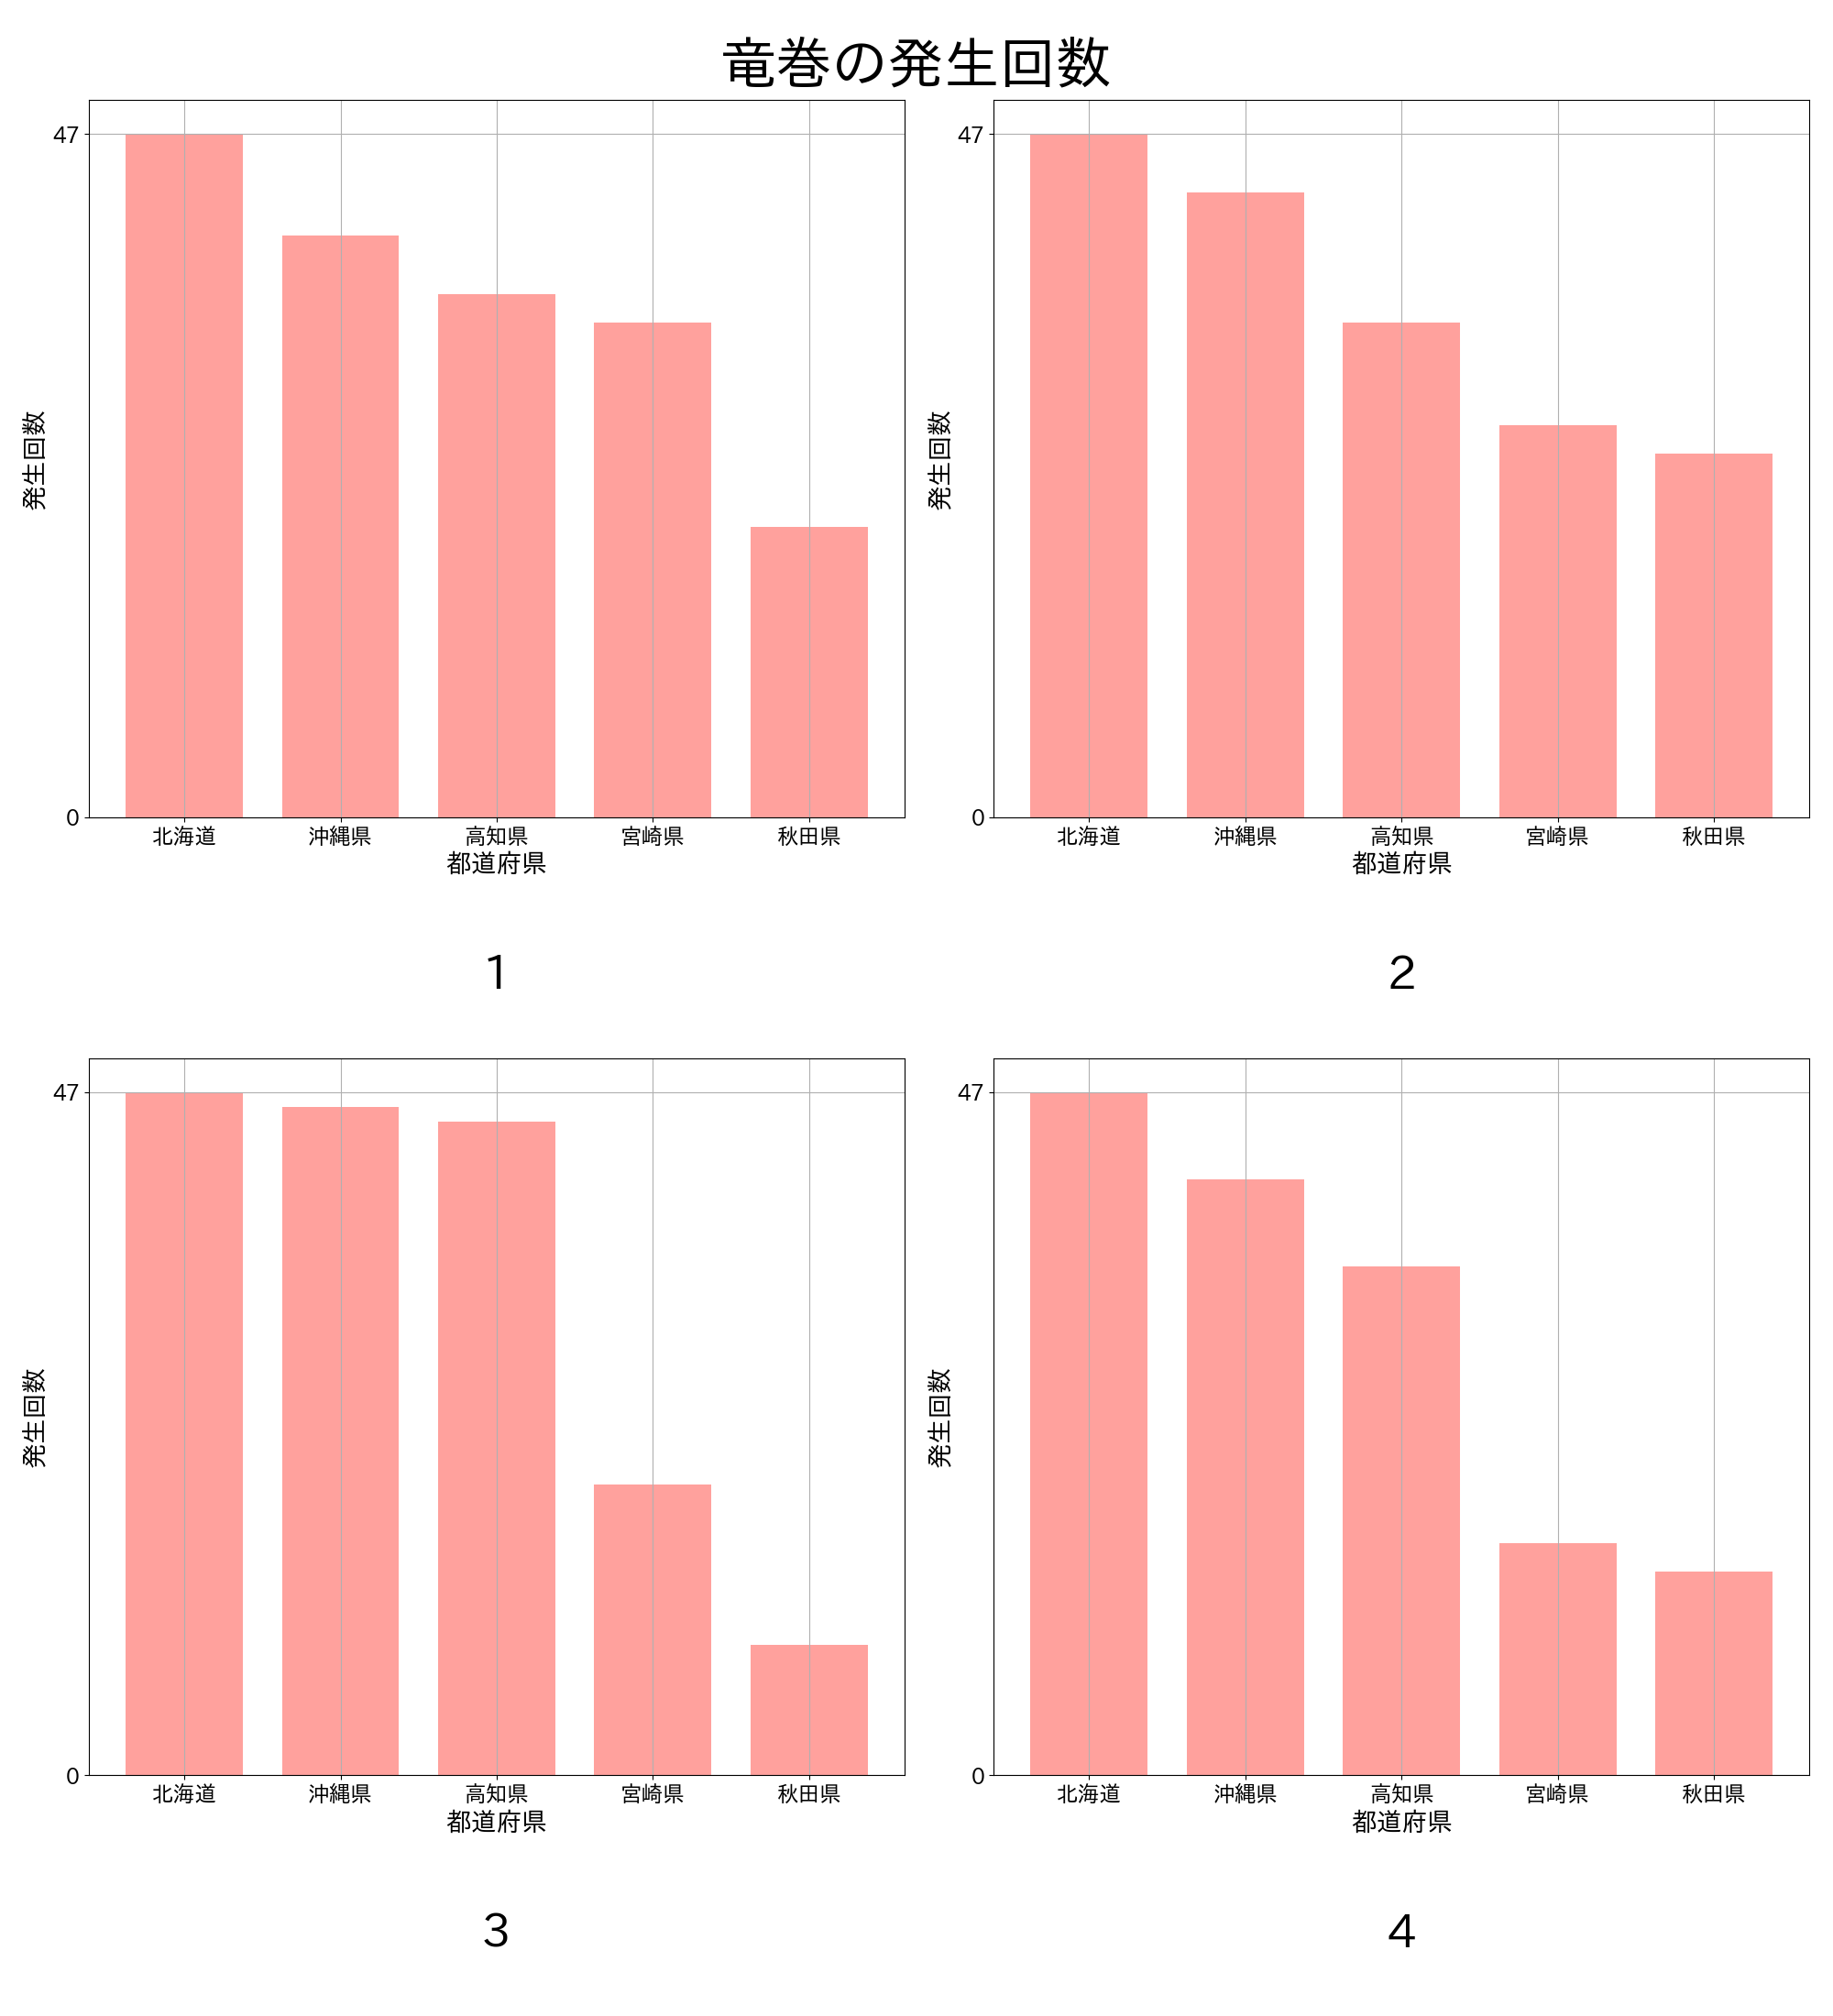 竜巻の発生回数
47
0
発生回数
北海道 沖縄県 高知県 宮崎県 秋田県
都道府県
1
47
0
発生回数
北海道 沖縄県 高知県 宮崎県 秋田県
都道府県
2
47
0
発生回数
北海道 沖縄県 高知県 宮崎県 秋田県
都道府県
3
47
0
発生回数
北海道 沖縄県 高知県 宮崎県 秋田県
都道府県
4